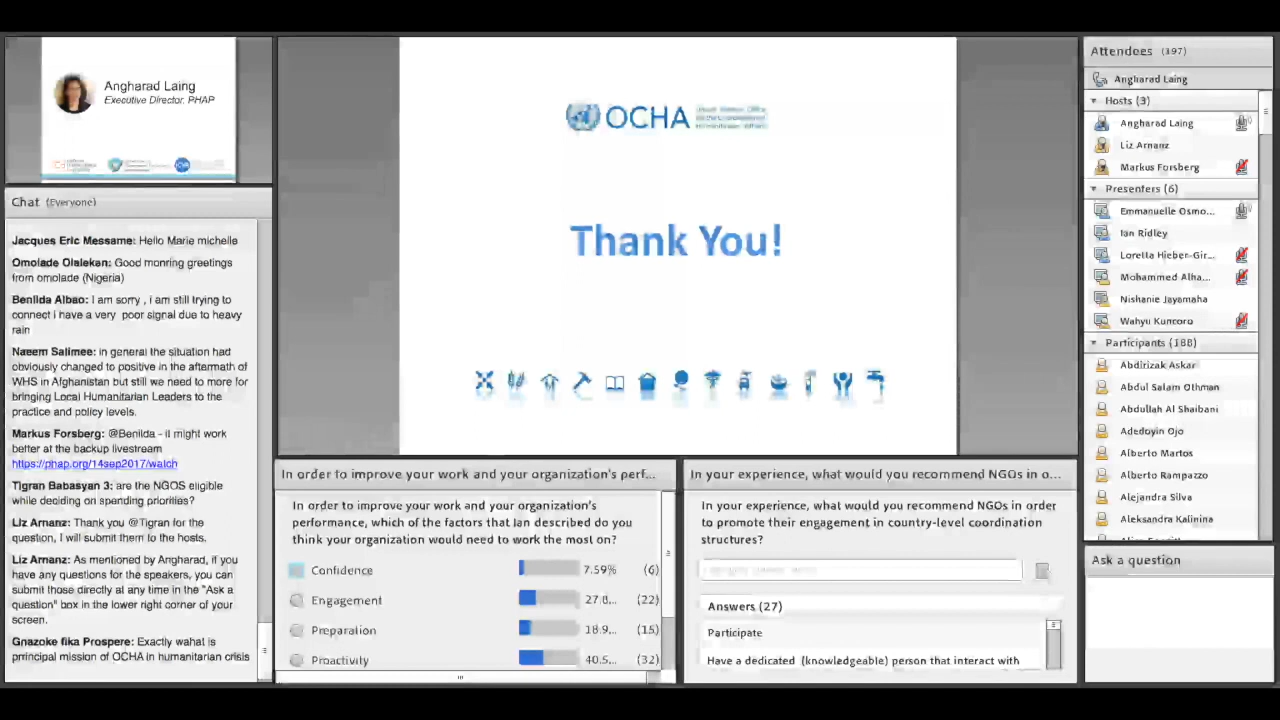 Angharad Laing
Executive Director, PHAP
Chat (Everyone)
Jacques Eric Messame: Hello Marie michelle
Omolade Olalekan: Good monring greetings
from omolade (Nigeria)
Benilda Albao: I am sorry , i am still trying to
connect i have a very poor signal due to heavy
rain
Naeem Salimee: in general the situation had
obviously changed to positive in the aftermath of
WHS in Afghanistan but still we need to more for
bringing Local Humanitarian Leaders to the
practice and policy levels.
Markus Forsberg: @Benilda - it might work
better at the backup livestream
https://phap.org/14sep2017/watch
Tigran Babasyan 3: are the NGOS eligible
while deciding on spending priorities?
Liz Arnanz: Thank you @Tigran for the
question, I will submit them to the hosts.
Liz Arnanz: As mentioned by Angharad, if you
have any questions for the speakers, you can
submit those directly at any time in the "Ask a
question" box in the lower right corner of your
screen.
Gnazoke fika Prospere: Exactly wahat is
principal mission of OCHA in humanitarian crisis
OCHA
Thank You!
In order to improve your work and your organization's perf...
In order to improve your work and your organization's
performance, which of the factors that Ian described do you
think your organization would need to work the most on?
Confidence 7.59% (6)
Engagement 27.8... (22)
Preparation 18.9... (15)
Proactivity 40.5... (32)
In your experience, what would you recommend NGOs in o...
In your experience, what would you recommend NGOs in order
to promote their engagement in country-level coordination
structures?
Answers (27)
Participate
Have a dedicated (knowledgeable) person that interact with
Attendees (197)
Angharad Laing
Hosts (3)
Angharad Laing
Liz Arnanz
Markus Forsberg
Presenters (6)
Emmanuelle Osmo...
Ian Ridley
Loretta Hieber-Gir...
Mohammed Alha...
Nishanie Jayamaha
Wahyu Kuncoro
Participants (188)
Abdirizak Askar
Abdul Salam Othman
Abdullah Al Shaibani
Adedoyin Ojo
Alberto Martos
Alberto Rampazzo
Alejandra Silva
Aleksandra Kalinina
Ask a question